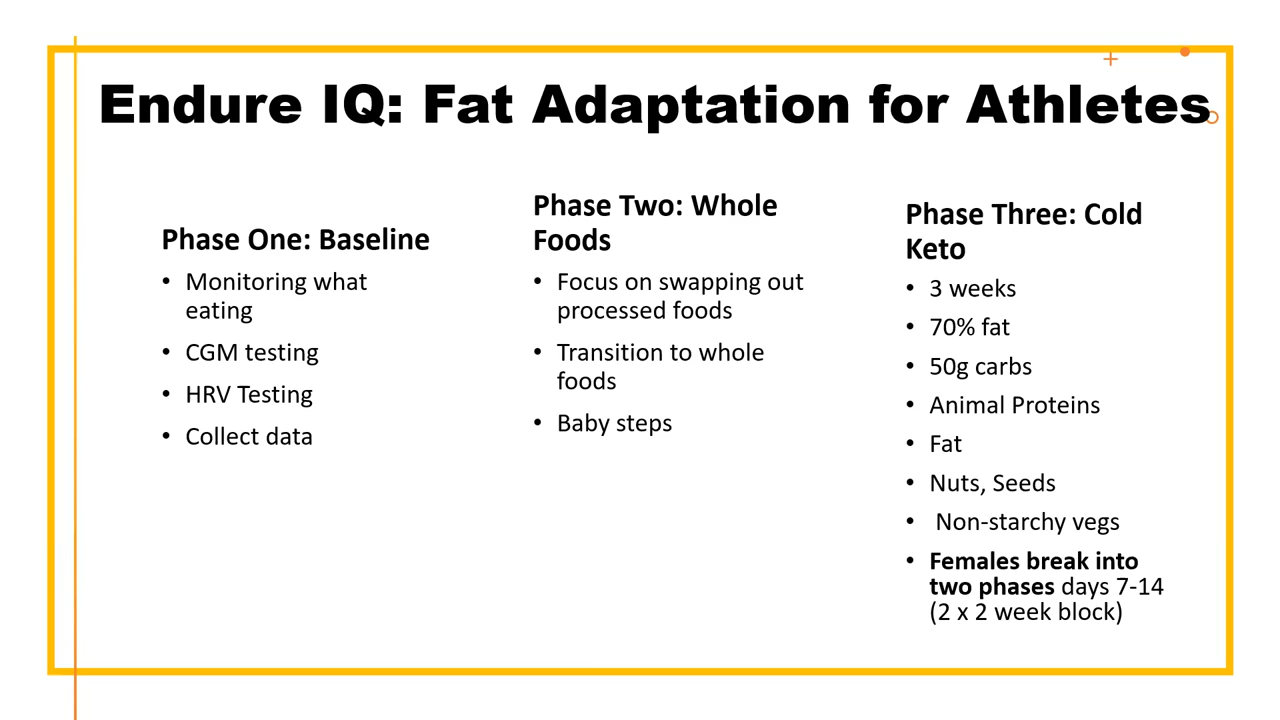 Endure IQ: Fat Adaptation for Athletes
Phase One: Baseline
• Monitoring what
eating
• CGM testing
• HRV Testing
• Collect data
Phase Two: Whole
Foods
• Focus on swapping out
processed foods
• Transition to whole
foods
• Baby steps
Phase Three: Cold
Keto
• 3 weeks
• 70% fat
• 50g carbs
• Animal Proteins
• Fat
• Nuts, Seeds
• Non-starchy vegs
• Females break into
two phases days 7-14
(2 x 2 week block)